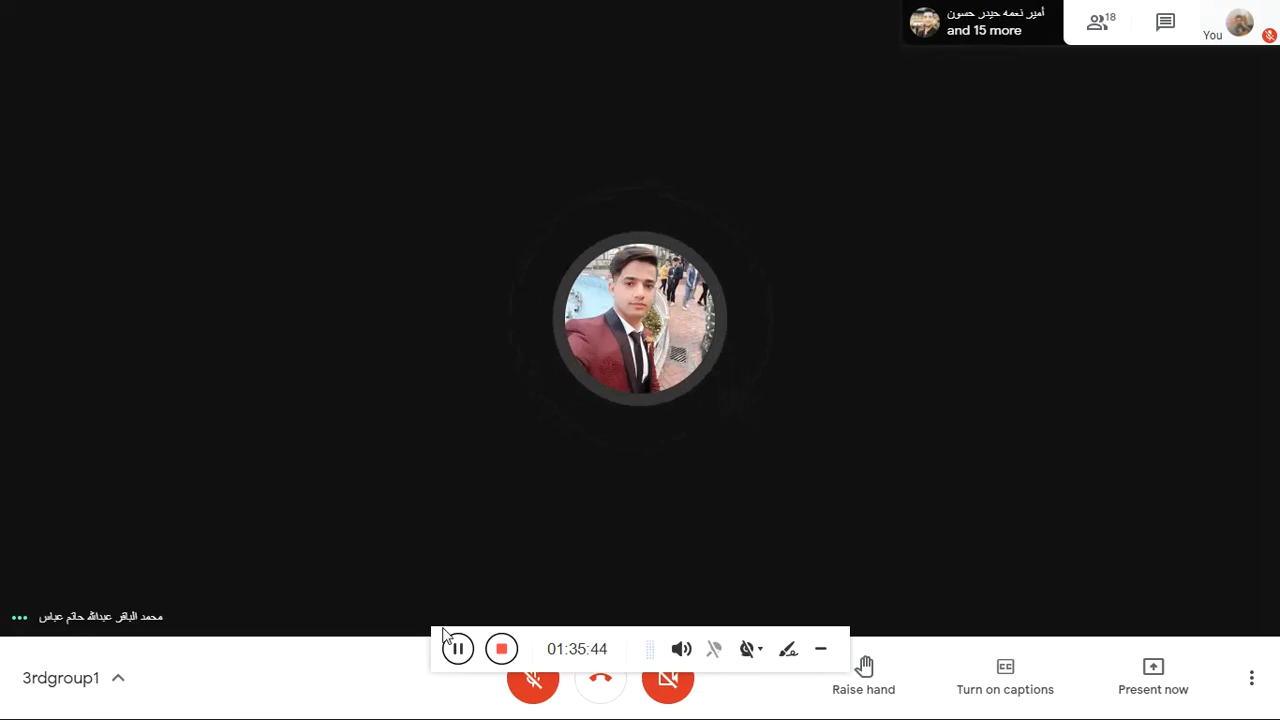 أمير نعمه حيدر حسون
and 15 more
18
You
محمد الباقر عبدالله حاتم عباس
01:35:44
3rdgroup1
Raise hand
CC
Turn on captions
Present now